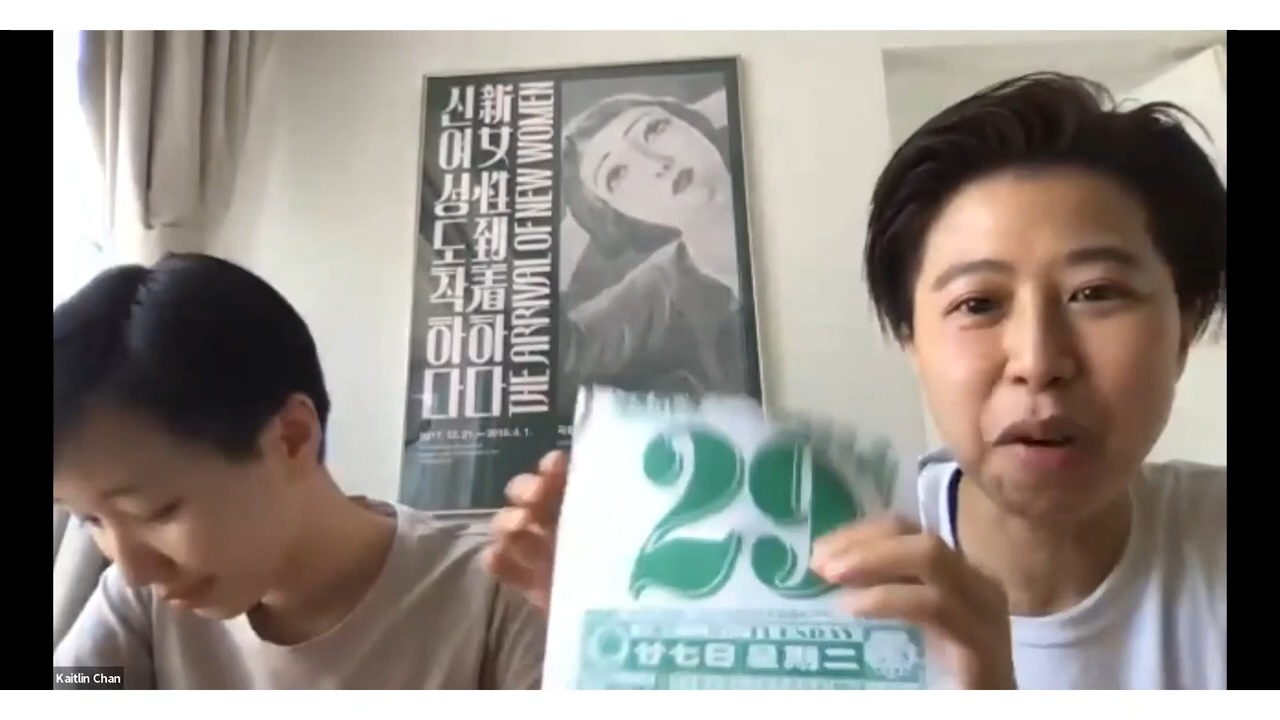 신여성도착하다
新女性到着하다
THE ARRIVAL OF NEW WOMEN
2017. 12. 21. – 2018. 4. 1.
29
TUESDAY
廿七日 星期二
Kaitlin Chan